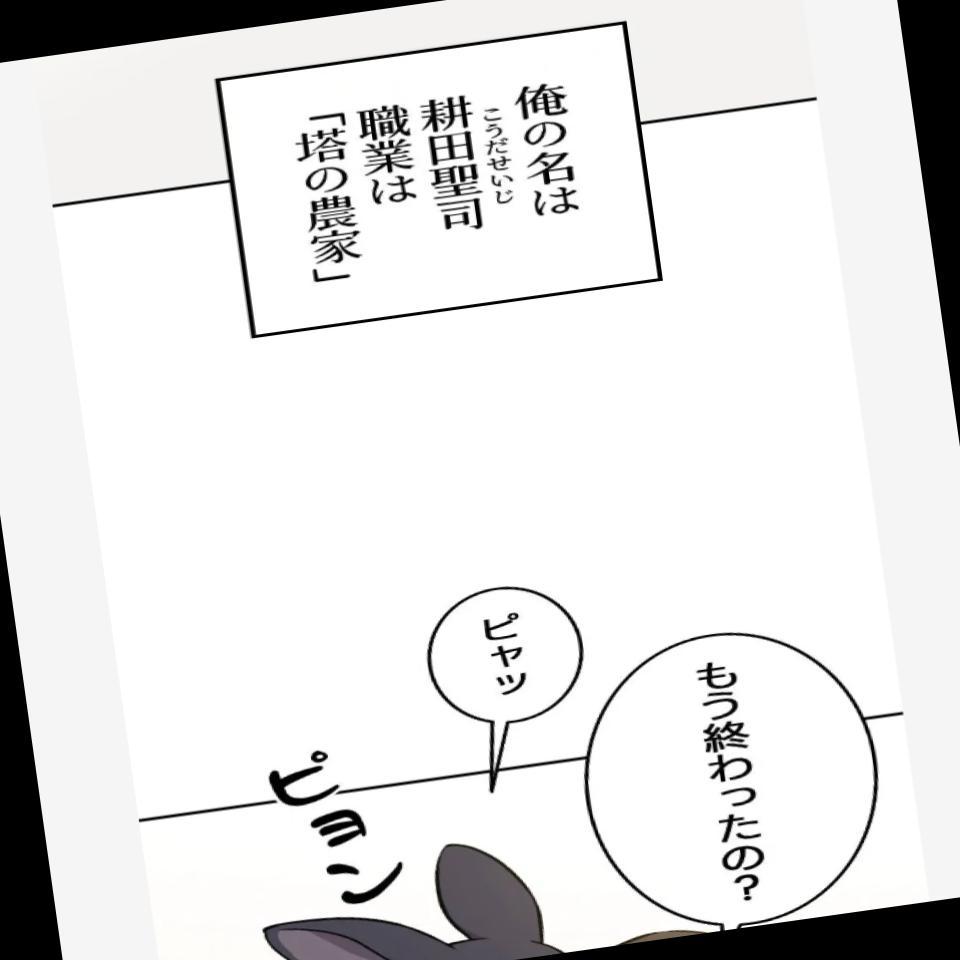 俺の名は
こうだせいじ
耕田聖司
職業は
「塔の農家」
もう終わったの?
ピャッ
ピョン